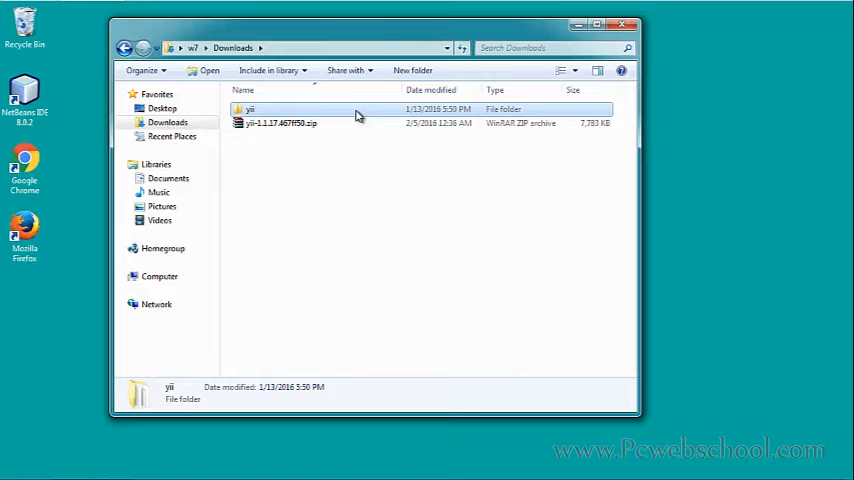 Recycle Bin
NetBeans IDE
8.0.2
Google
Chrome
Mozilla
Firefox
w7 Downloads
Search Downloads
Organize Open Include in library Share with New folder
Name Date modified Type Size
Favorites
Desktop
Downloads
Recent Places
Libraries
Documents
Music
Pictures
Videos
Homegroup
Computer
Network
yii 1/13/2016 5:50 PM File folder
yii-1.1.17.467ff50.zip 2/5/2016 12:36 AM WinRAR ZIP archive 7,783 KB
yii Date modified: 1/13/2016 5:50 PM
File folder
www.Pcwebschool.com